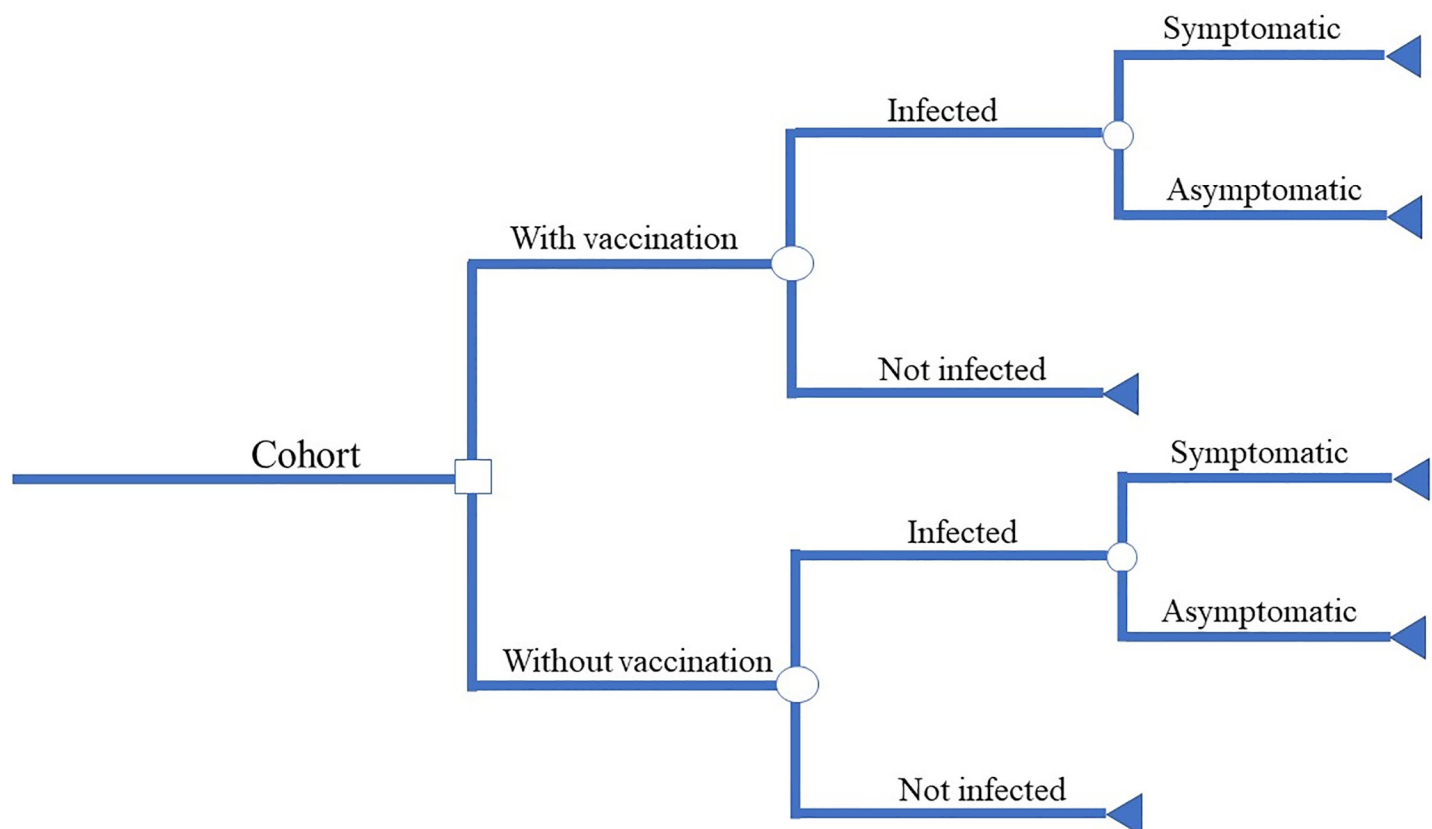 Symptomatic
Infected
Asymptomatic
With vaccination
Not infected
Cohort
Symptomatic
Infected
Asymptomatic
Without vaccination
Not infected